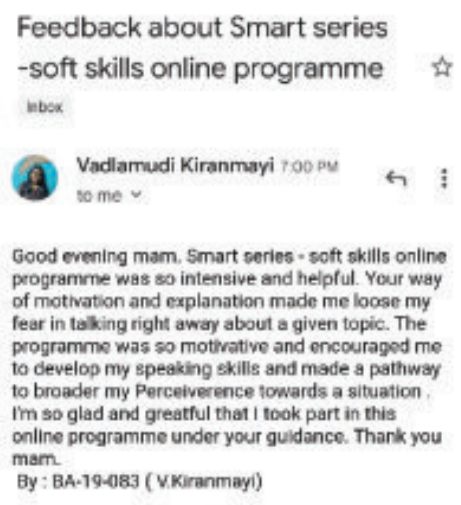 Feedback about Smart series
-soft skills online programme
Inbox
Vadlamudi Kiranmayi 7:00 PM
to me
Good evening mam. Smart series - soft skills online
programme was so intensive and helpful. Your way
of motivation and explanation made me loose my
fear in talking right away about a given topic. The
programme was so motivative and encouraged me
to develop my speaking skills and made a pathway
to broader my Perceiverence towards a situation .
I'm so glad and greatful that I took part in this
online programme under your guidance. Thank you
mam.
By : BA-19-083 ( V.Kiranmayi)